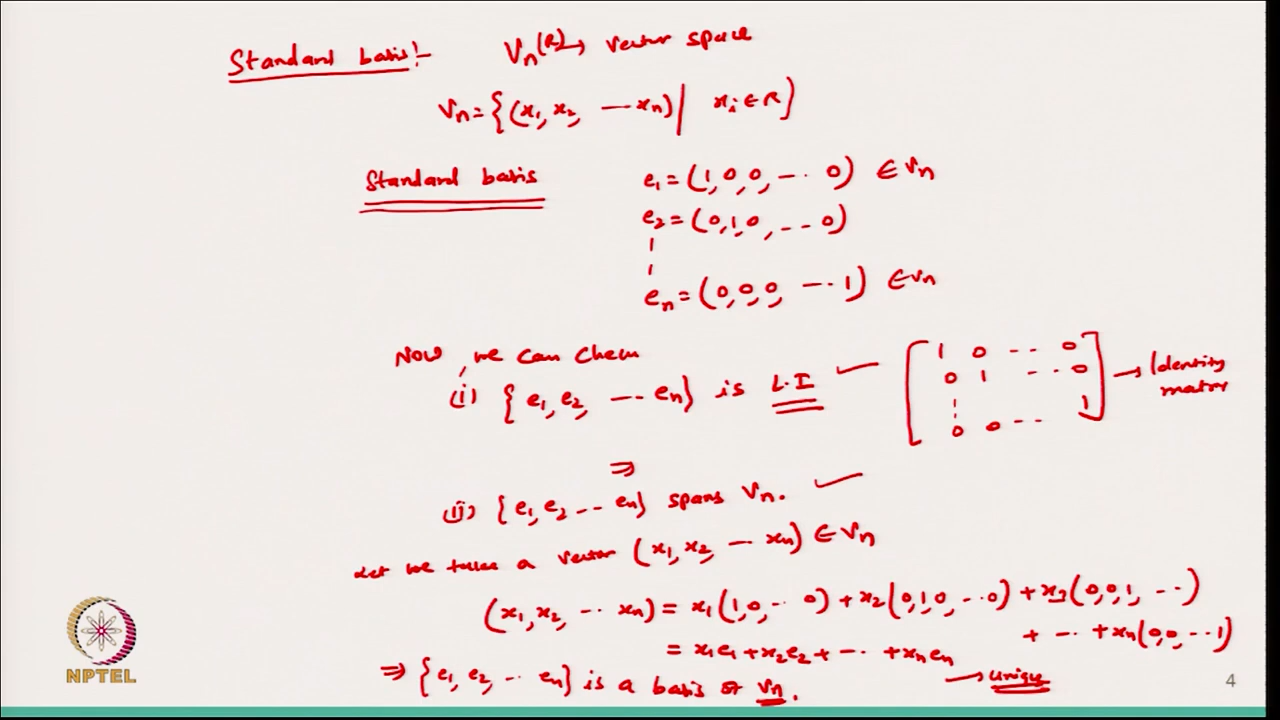 Standard basis:- Vn(R) → vector space
Vn = {(x1, x2, ---xn) | xi ∈ R}
Standard basis
e1 = (1, 0, 0, --- 0) ∈ Vn
e2 = (0, 1, 0, --- 0)
en = (0, 0, 0, --- 1) ∈ Vn
Now, we can chem
(i) {e1, e2, --- en} is L.I ✓
[1 0 --- 0
0 1 --- 0
1
0 0 ---] → Identity matrix
⇒
(ii) {e1, e2 --- en} spans Vn. ✓
Let we take a vector (x1, x2, --- xn) ∈ Vn
(x1, x2, --- xn) = x1(1, 0, --- 0) + x2(0, 1, 0, --- 0) + x3(0, 0, 1, ---)
+ --- + xn(0, 0, --- 1)
= x1e1 + x2e2 + --- + xnen → unique
⇒ {e1, e2, --- en} is a basis of Vn.
NPTEL
4